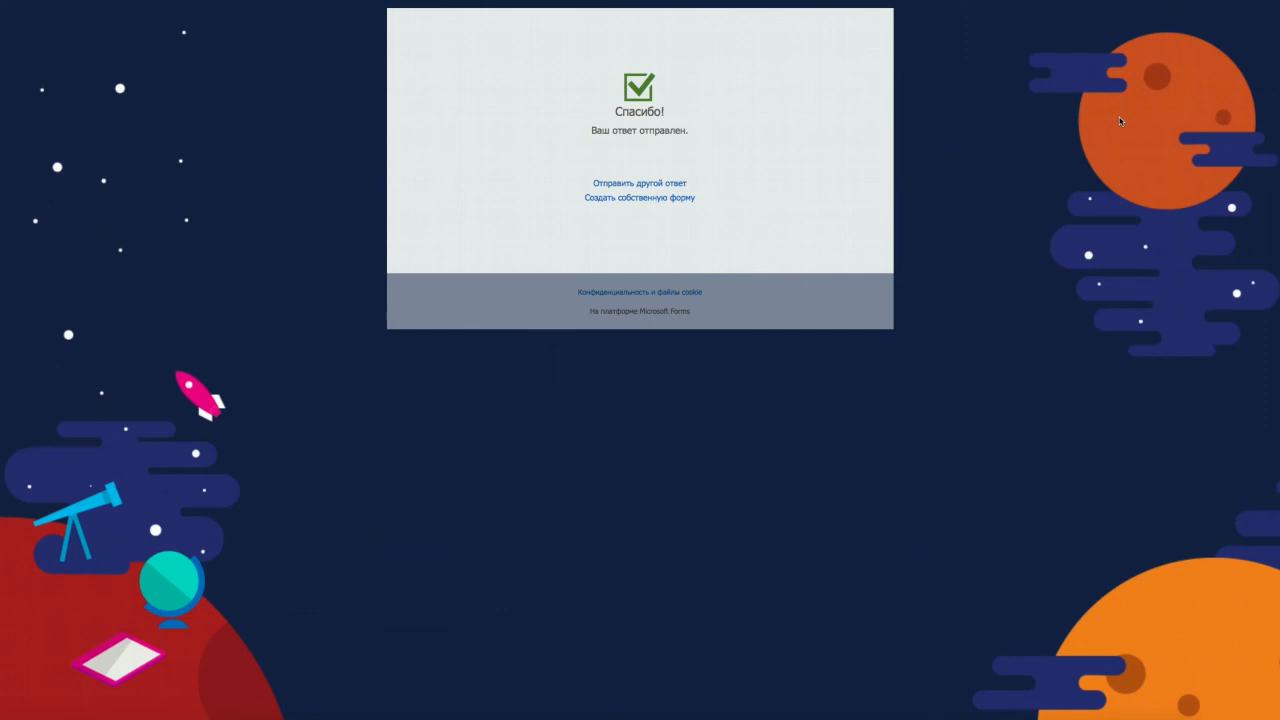 Спасибо!
Ваш ответ отправлен.
Отправить другой ответ
Создать собственную форму
Конфиденциальность и файлы cookie
На платформе Microsoft Forms